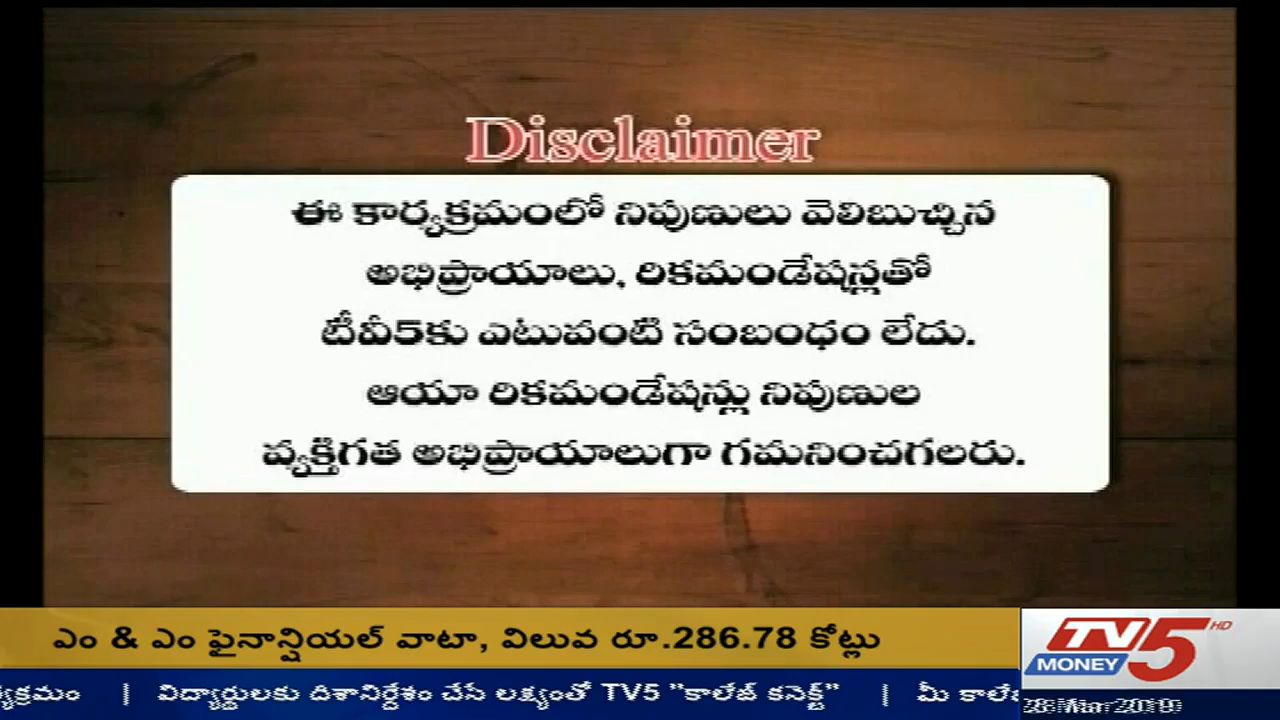 Disclaimer
ఈ కార్యక్రమంలో నిపుణులు వెలిబుచ్చిన
అభిప్రాయాలు, రికమండేషన్లతో
టీవీ5కు ఎటువంటి సంబంధం లేదు.
ఆయా రికమండేషన్లు నిపుణుల
వ్యక్తిగత అభిప్రాయాలుగా గమనించగలరు.
ఎం & ఎం ఫైనాన్షియల్ వాటా, విలువ రూ.286.78 కోట్లు
TV5 HD
MONEY
విద్యార్థులకు దిశానిర్దేశం చేసే లక్ష్యంతో TV5 "కాలేజ్ కనెక్ట్" | మీ
28 Mar 2019